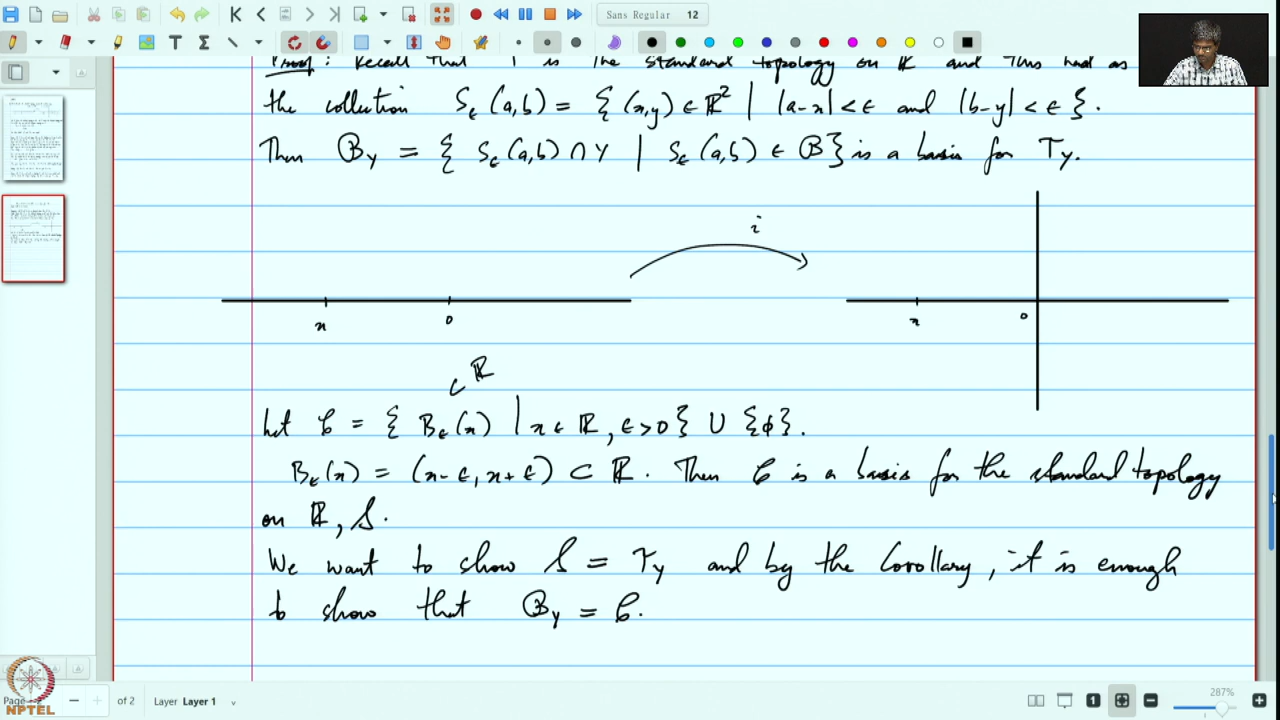 Sans Regular 12
Proof: Recall that T is the standard topology on ℝ and this had as
the collection S_ε(a,b) = { (x,y) ∈ ℝ² | |a-x| < ε and |b-y| < ε }.
Then 𝓑_Y = { S_ε(a,b) ∩ Y | S_ε(a,b) ∈ 𝓑 } is a basis for T_Y.
i
x 0 x 0
⊂ ℝ
Let 𝒞 = { B_ε(x) | x ∈ ℝ, ε > 0 } ∪ {ϕ}.
B_ε(x) = (x-ε, x+ε) ⊂ ℝ. Then 𝒞 is a basis for the standard topology
on ℝ, S.
We want to show S = T_Y and by the Corollary, it is enough
to show that 𝓑_Y = 𝒞.
NPTEL
Page of 2 Layer Layer 1 287%